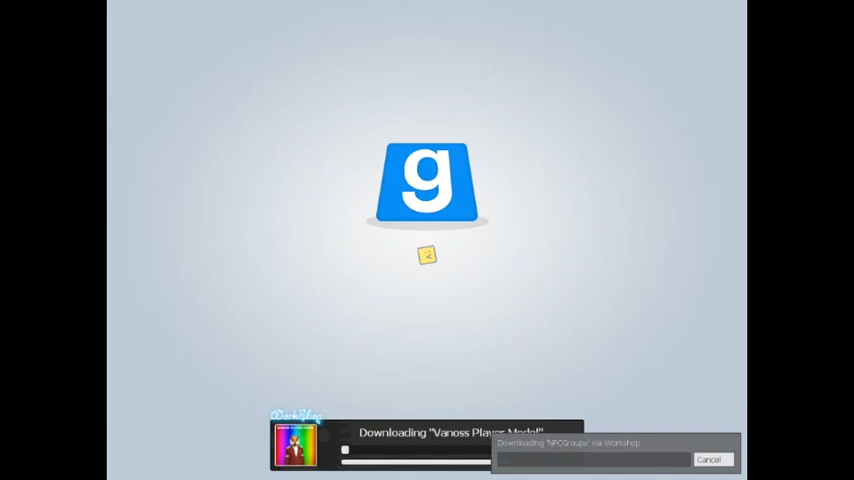 g
:v
WorkShop
Downloading "Vanoss Player Model"
Downloading 'NPCGroups' via Workshop
Cancel